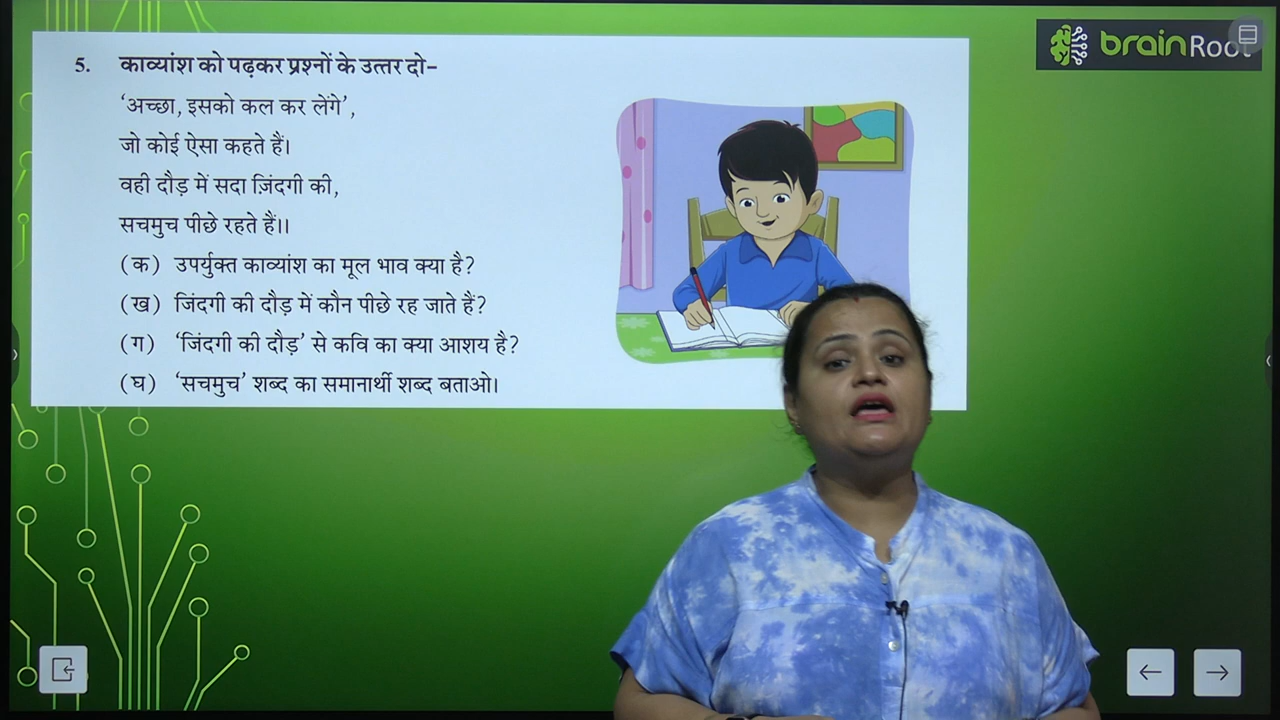 5. काव्यांश को पढ़कर प्रश्नों के उत्तर दो-
‘अच्छा, इसको कल कर लेंगे’,
जो कोई ऐसा कहते हैं।
वही दौड़ में सदा ज़िंदगी की,
सचमुच पीछे रहते हैं।।
(क) उपर्युक्त काव्यांश का मूल भाव क्या है?
(ख) जिंदगी की दौड़ में कौन पीछे रह जाते हैं?
(ग) ‘जिंदगी की दौड़’ से कवि का क्या आशय है?
(घ) ‘सचमुच’ शब्द का समानार्थी शब्द बताओ।
brainRoot